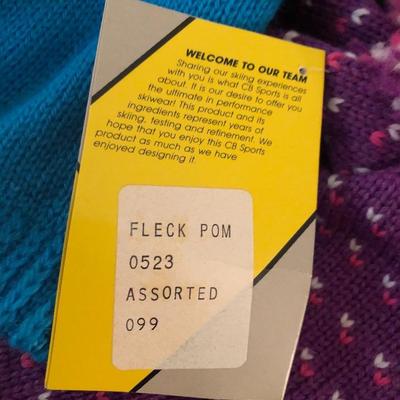 WELCOME TO OUR TEAM
Sharing our skiing experiences
with you is what CB Sports is all
about. It is our desire to offer you
the ultimate in performance
skiwear! This product and its
ingredients represent years of
skiing, testing and refinement. We
hope that you enjoy this CB Sports
product as much as we have
enjoyed designing it.
FLECK POM
0523
ASSORTED
099